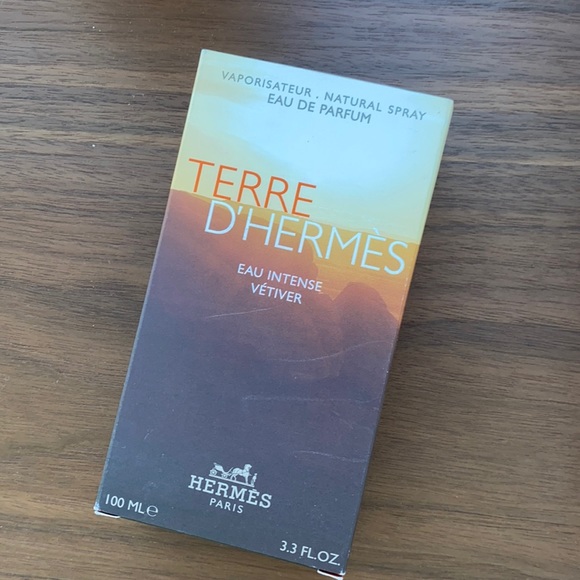 VAPORISATEUR . NATURAL SPRAY
EAU DE PARFUM
TERRE
D'HERMÈS
EAU INTENSE
VÉTIVER
HERMÈS
PARIS
100 ML℮
3.3 FL.OZ.